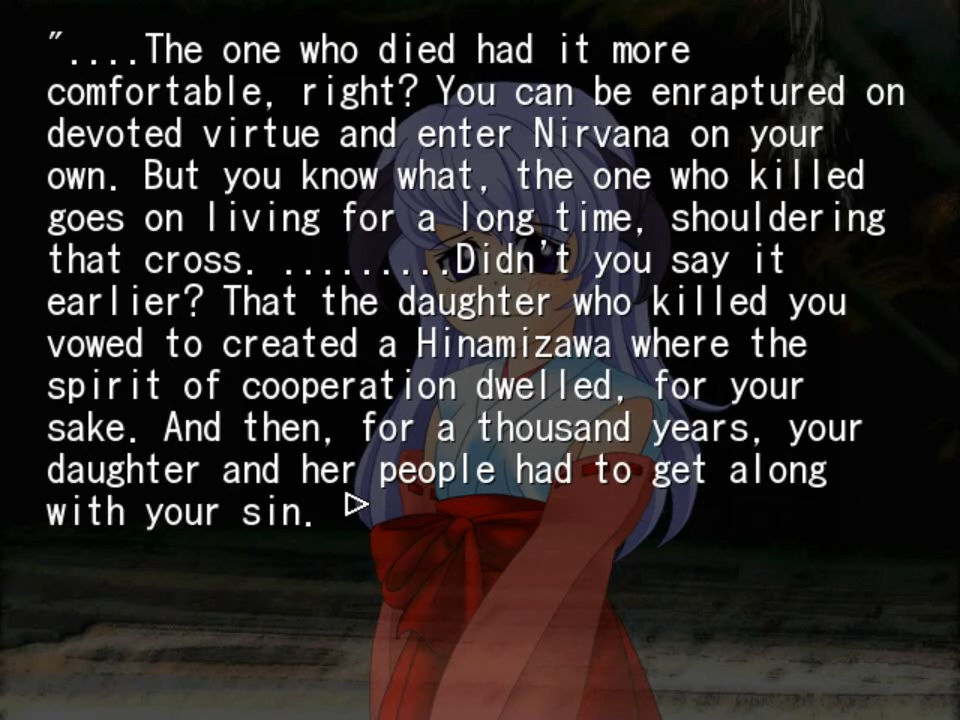 "....The one who died had it more
comfortable, right? You can be enraptured on
devoted virtue and enter Nirvana on your
own. But you know what, the one who killed
goes on living for a long time, shouldering
that cross. .........Didn't you say it
earlier? That the daughter who killed you
vowed to created a Hinamizawa where the
spirit of cooperation dwelled, for your
sake. And then, for a thousand years, your
daughter and her people had to get along
with your sin.